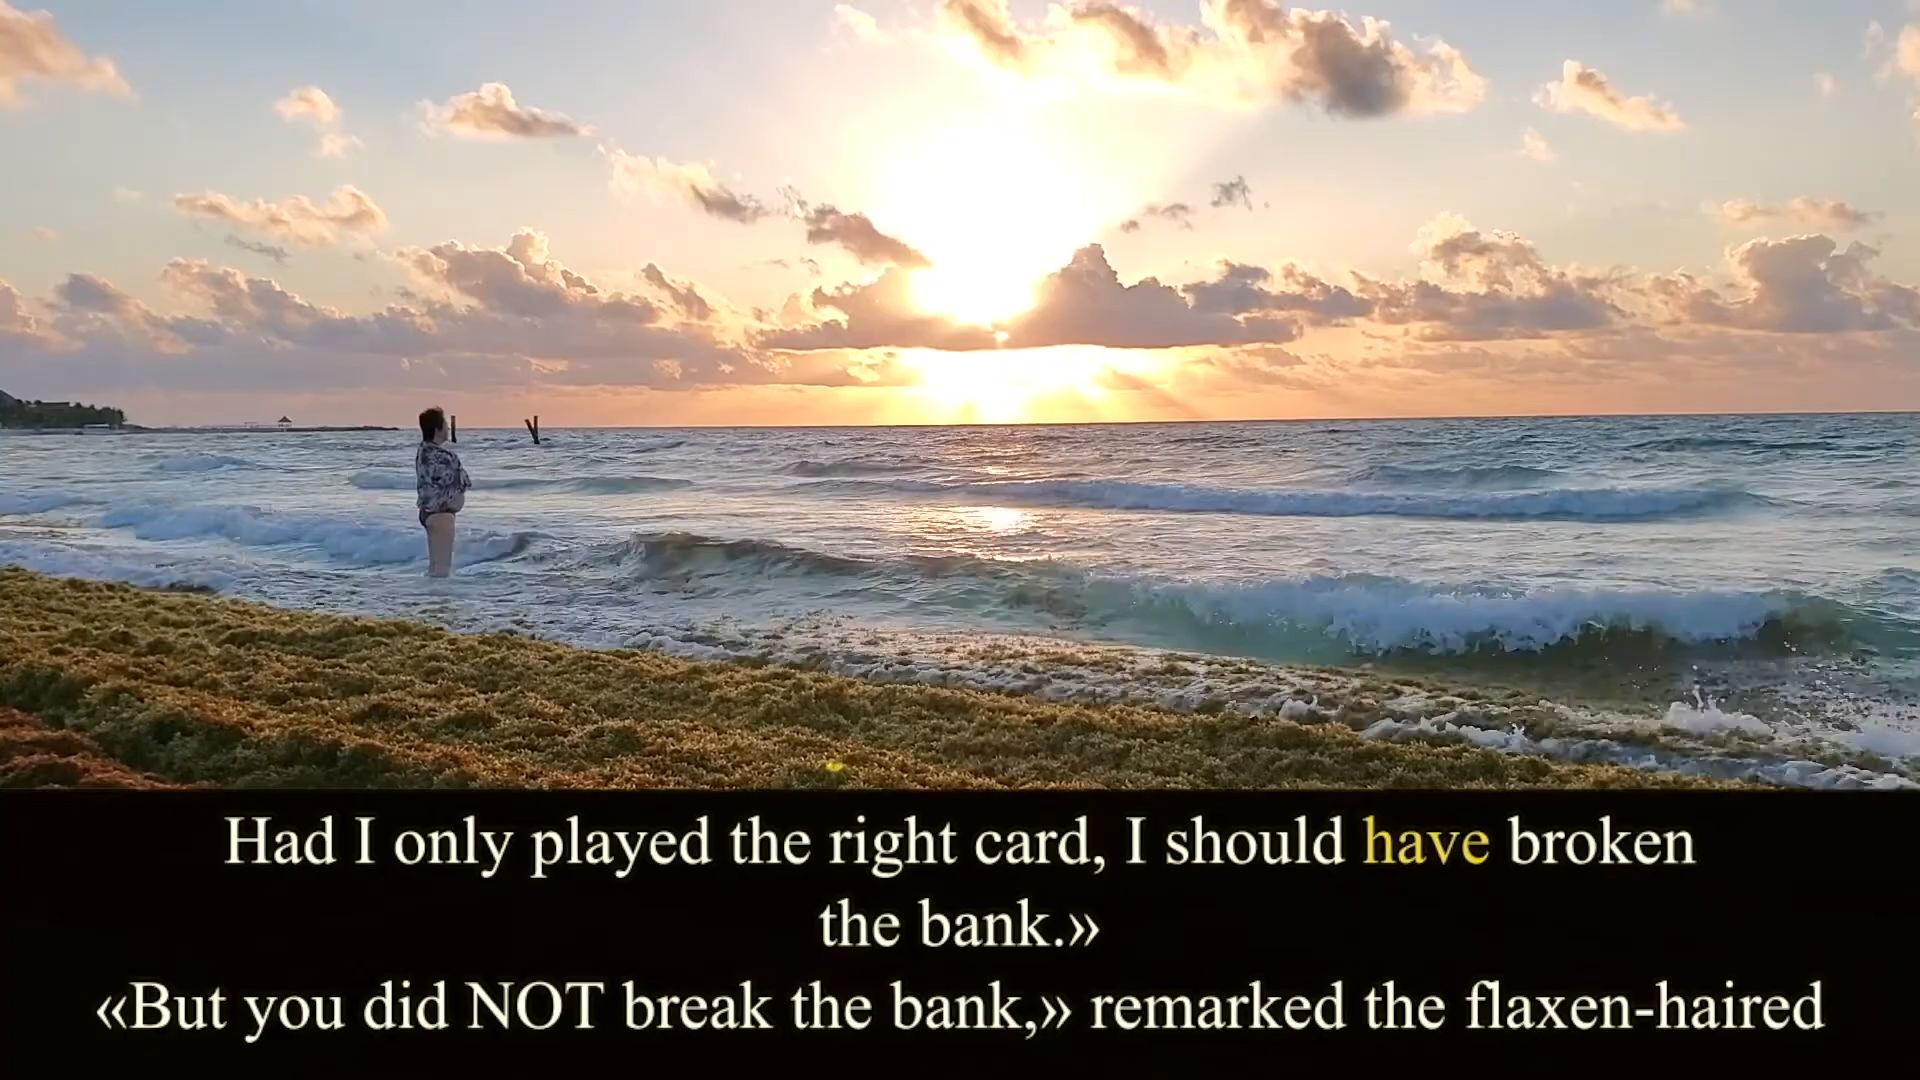 Had I only played the right card, I should have broken
the bank.»
«But you did NOT break the bank,» remarked the flaxen-haired